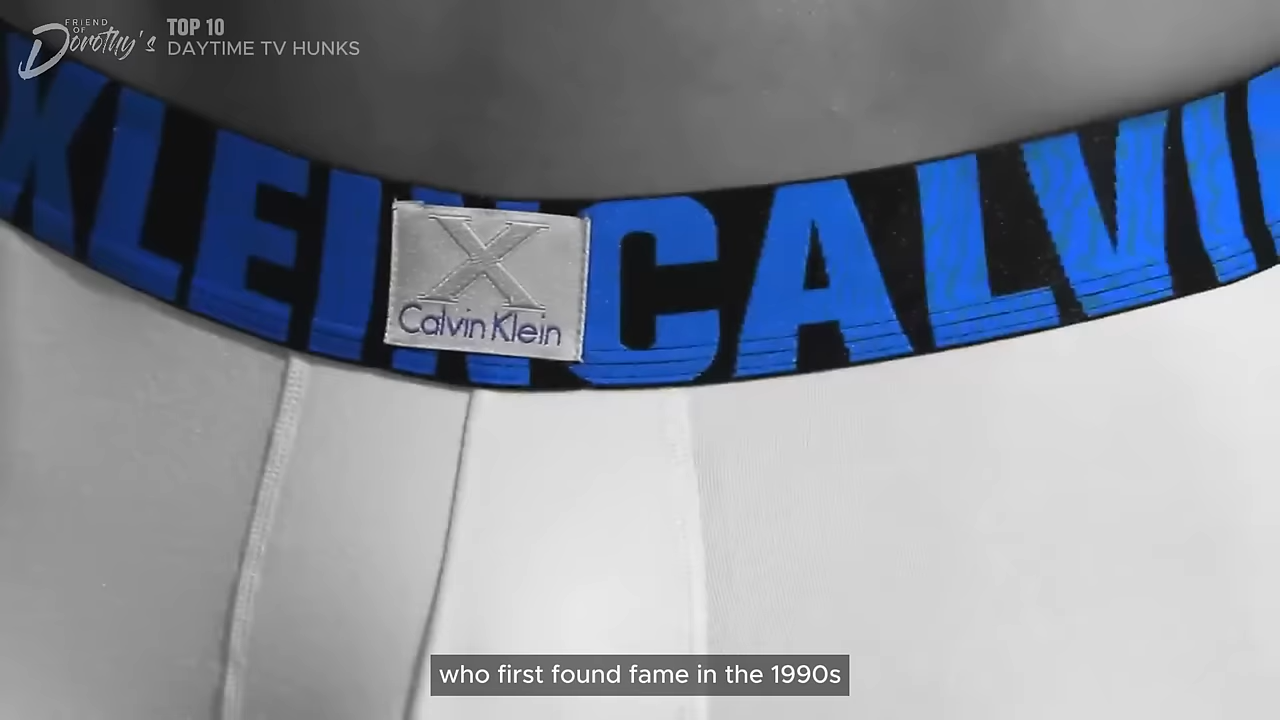 FRIEND
OF
Dorothy's
TOP 10
DAYTIME TV HUNKS
KLEIN CALVI
X
Calvin Klein
who first found fame in the 1990s